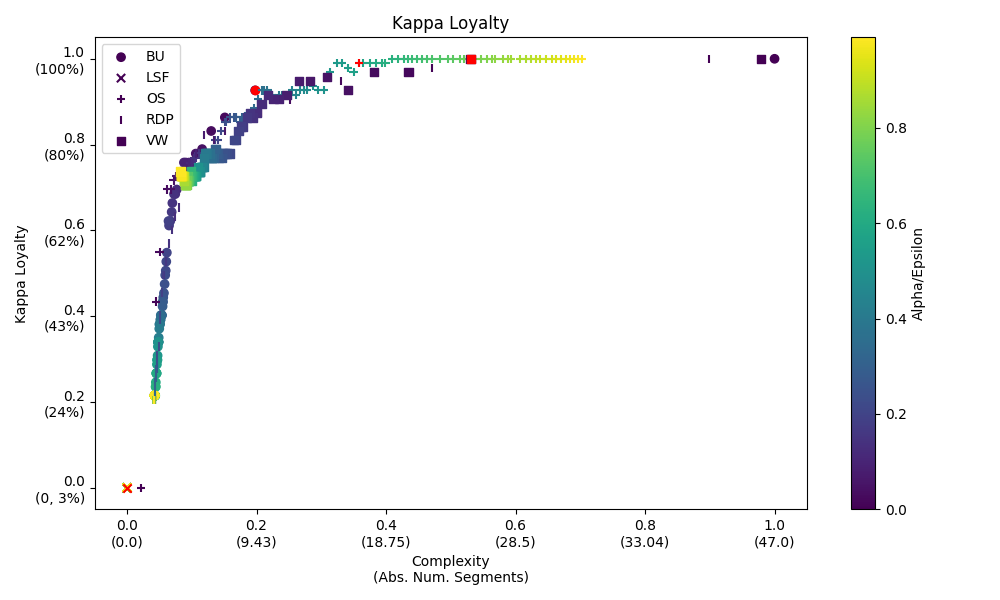 Kappa Loyalty
BU
LSF
OS
RDP
VW
Kappa Loyalty
1.0
(100%)
0.8
(80%)
0.6
(62%)
0.4
(43%)
0.2
(24%)
0.0
(0, 3%)
0.0
(0.0)
0.2
(9.43)
0.4
(18.75)
0.6
(28.5)
0.8
(33.04)
1.0
(47.0)
Complexity
(Abs. Num. Segments)
0.8
0.6
0.4
0.2
0.0
Alpha/Epsilon